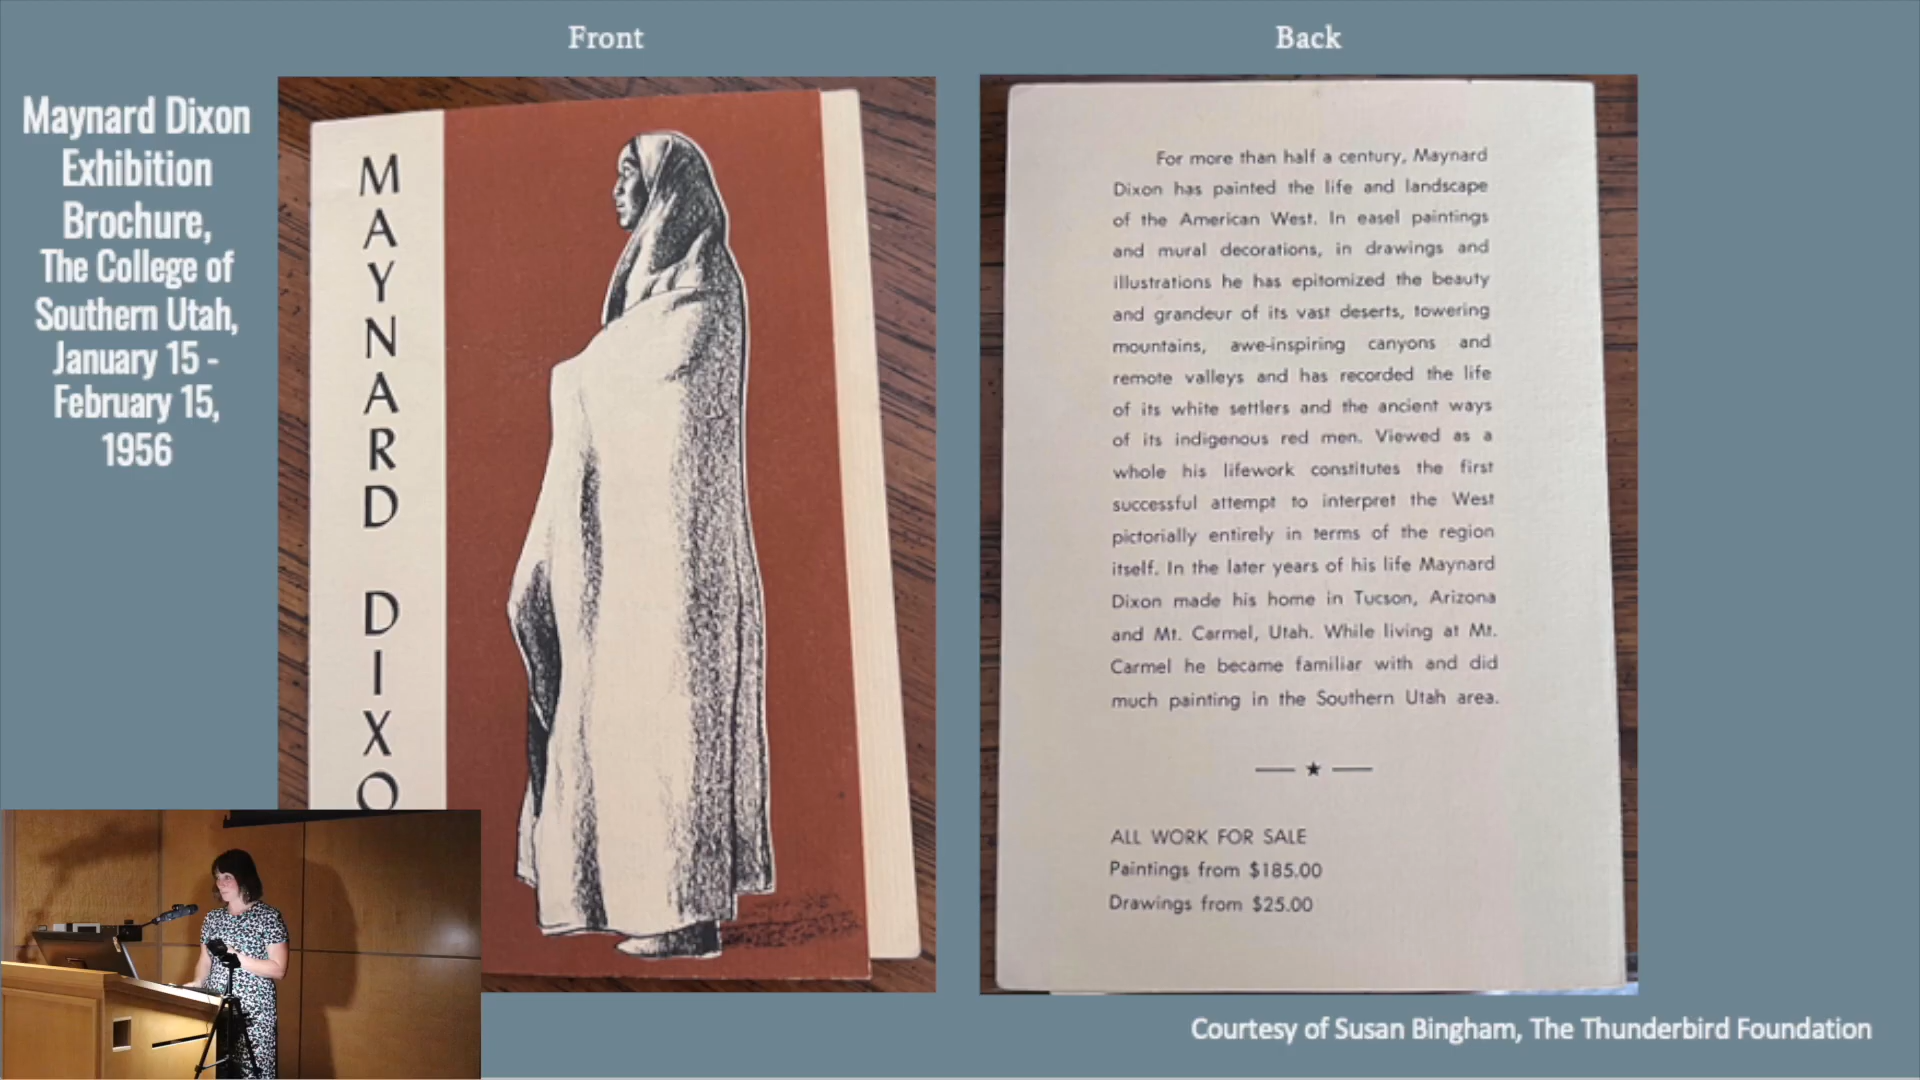 Front
Back
Maynard Dixon
Exhibition
Brochure,
The College of
Southern Utah,
January 15 -
February 15,
1956
MAYNARD DIXO
For more than half a century, Maynard
Dixon has painted the life and landscape
of the American West. In easel paintings
and mural decorations, in drawings and
illustrations he has epitomized the beauty
and grandeur of its vast deserts, towering
mountains, awe-inspiring canyons and
remote valleys and has recorded the life
of its white settlers and the ancient ways
of its indigenous red men. Viewed as a
whole his lifework constitutes the first
successful attempt to interpret the West
pictorially entirely in terms of the region
itself. In the later years of his life Maynard
Dixon made his home in Tucson, Arizona
and Mt. Carmel, Utah. While living at Mt.
Carmel he became familiar with and did
much painting in the Southern Utah area.
ALL WORK FOR SALE
Paintings from $185.00
Drawings from $25.00
Courtesy of Susan Bingham, The Thunderbird Foundation